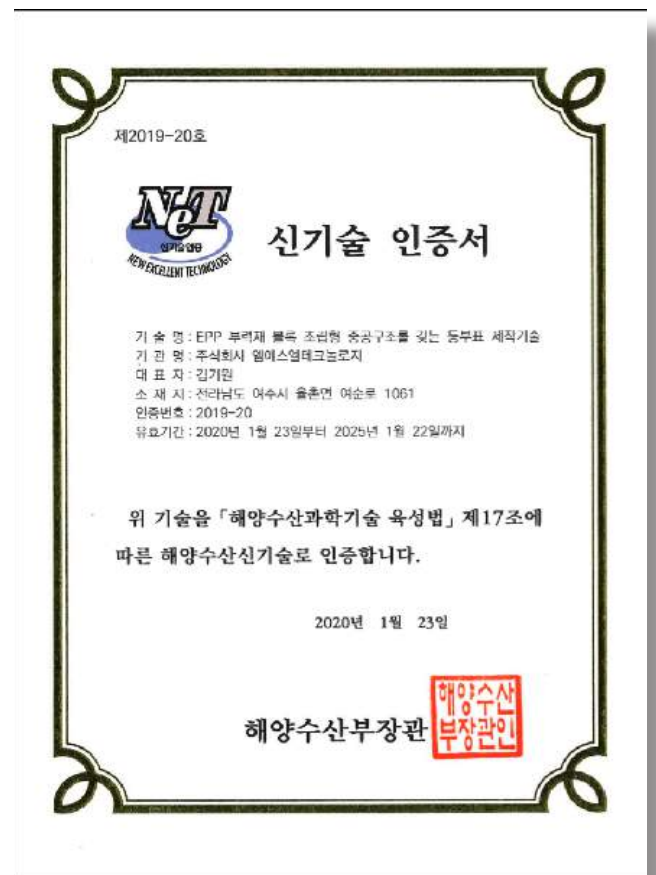 제2019-20호
NeT
신기술인증
NEW EXCELLENT TECHNOLOGY
신기술 인증서
기 술 명 : EPP 부력재 블록 조립형 중공구조를 갖는 등부표 제작기술
기 관 명 : 주식회사 엠에스엘테크놀로지
대 표 자 : 김기원
소 재 지 : 전라남도 여수시 율촌면 여순로 1061
인증번호 : 2019-20
유효기간 : 2020년 1월 23일부터 2025년 1월 22일까지
위 기술을 「해양수산과학기술 육성법」 제17조에
따른 해양수산신기술로 인증합니다.
2020년 1월 23일
해양수산부장관
해양수산
부장관인